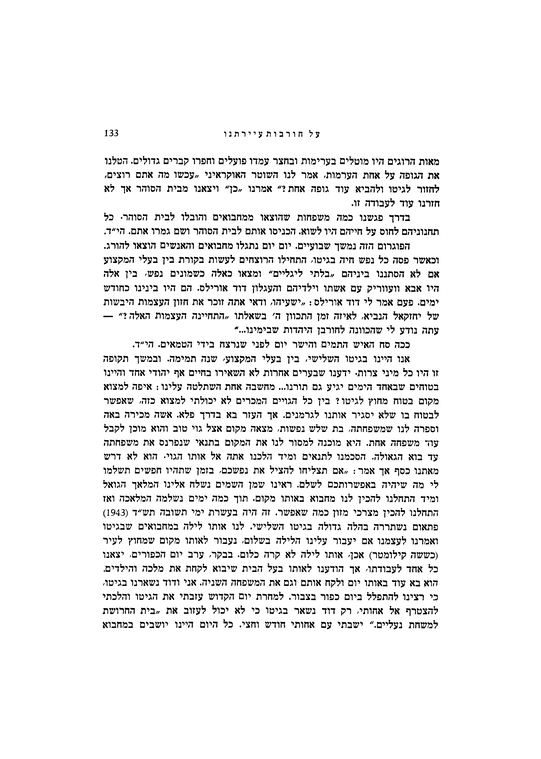 133
על חורבות עיירתנו
מאות הרוגים היו מוטלים בערימות ובחצר עמדו פועלים וחפרו קברים גדולים. הטלנו
את הגופה על אחת הערמות. אמר לנו השוטר האוקראיני „עכשו מה אתם רוצים,
לחזור לגיטו ולהביא עוד גופה אחת?״ אמרנו „כן״ ויצאנו מבית הסוהר אך לא
חזרנו עוד לעבודה זו.
בדרך פגשנו כמה משפחות שהוצאו ממחבואים והובלו לבית הסוהר. כל
תחנוניהם לחוס על חייהם היו לשוא. הכניסו אותם לבית הסוהר ושם גמרו אתם. הי״ד.
הפוגרום הזה נמשך שבועיים. יום יום נתגלו מחבואים והאנשים הוצאו להורג.
וכאשר פסה כל נפש חיה בגיטו, התחילו הרוצחים לעשות בקורת בין בעלי המקצוע
אם לא הסתננו ביניהם „בלתי ליגליים״ ומצאו כאלה כשמונים נפש. בין אלה
היו אבא וועווריק עם אשתו וילדיהם והעגלון דוד אורילס. הם היו בינינו כחודש
ימים. פעם אמר לי דוד אורילס: „ישעיהו, ודאי אתה זוכר את חזון העצמות היבשות
של יחזקאל הנביא. לאיזה זמן התכוון ה׳ בשאלתו „התחיינה העצמות האלה?״ —
עתה נודע לי שהכוונה לחורבן היהדות שבימינו...״
ככה סח האיש התמים והישר יום לפני שנרצח בידי הטמאים. הי״ד.
אנו היינו בגיטו השלישי, בין בעלי המקצוע, שנה תמימה. ובמשך תקופה
זו היו כל מיני צרות. ידענו שבערים אחרות לא השאירו בחיים אף יהודי אחד והיינו
בטוחים שבאחד הימים יגיע גם תורנו... מחשבה אחת השתלטה עלינו: איפה למצוא
מקום בטוח מחוץ לגיטו? בין כל הגויים המכרים לא יכולתי למצוא כזה, שאפשר
לבטוח בו שלא יסגיר אותנו לגרמנים. אך העזר בא בדרך פלא. אשה מכירה באה
וספרה לנו שמשפחתה, בת שלש נפשות, מצאה מקום אצל גוי טוב והוא מוכן לקבל
עוד משפחה אחת. היא מוכנה למסור לנו את המקום בתנאי שנפרנס את משפחתה
עד בוא הגאולה. הסכמנו לתנאים ומיד הלכנו אתה אל אותו הגוי. הוא לא דרש
מאתנו כסף אך אמר: „אם תצליחו להציל את נפשכם, בזמן שתהיו חפשים תשלמו
לי מה שיהיה באפשרותכם לשלם. ראינו שמן השמים נשלח אלינו המלאך הגואל
ומיד התחלנו להכין לנו מחבוא באותו מקום. תוך כמה ימים נשלמה המלאכה ואז
התחלנו להכין מצרכי מזון כמה שאפשר. זה היה בעשרת ימי תשובה תש״ד (1943)
פתאום נשתררה בהלה גדולה בגיטו השלישי. לנו אותו לילה במחבואים שבגיטו
ואמרנו לעצמנו אם יעבור עלינו הלילה בשלום, נעבור לאותו מקום שמחוץ לעיר
(כששה קילומטר) אכן, אותו לילה לא קרה כלום. בבקר, ערב יום הכפורים, יצאנו
כל אחד לעבודתו, אך הודענו לאותו בעל הבית שיבוא לקחת את מלכה והילדים.
הוא בא עוד באותו יום ולקח אותם וגם את המשפחה השניה. אני ודוד נשארנו בגיטו,
כי רצינו להתפלל ביום כפור בצבור. למחרת יום הקדוש עזבתי את הגיטו והלכתי
להצטרף אל אחותי. רק דוד נשאר בגיטו כי לא יכול לעזוב את „בית החרושת
למשחת נעליים.״ ישבתי עם אחותי חודש וחצי. כל היום היינו יושבים במחבוא